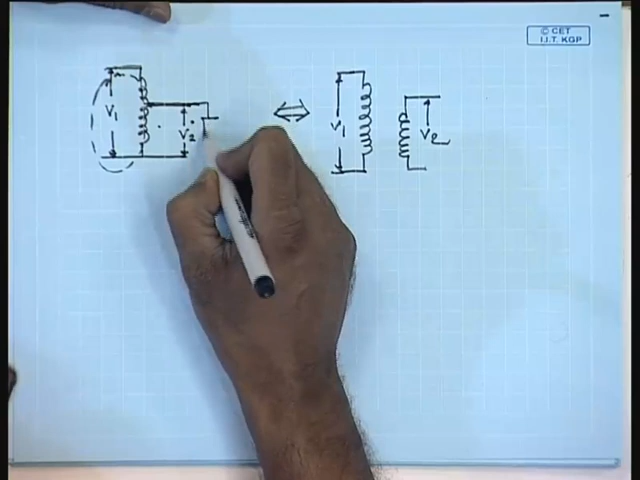 © CET
I.I.T. KGP
V₁
V₂
V₁
V₂